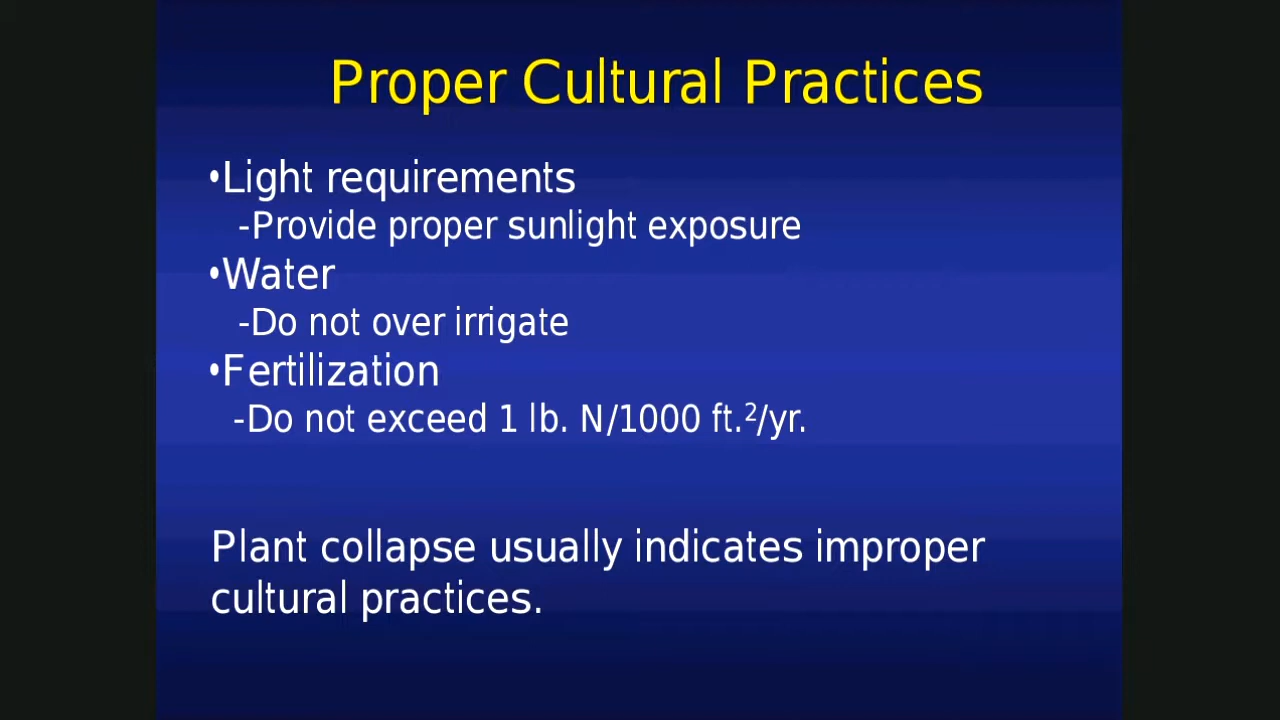 Proper Cultural Practices
•Light requirements
-Provide proper sunlight exposure
•Water
-Do not over irrigate
•Fertilization
-Do not exceed 1 lb. N/1000 ft.²/yr.
Plant collapse usually indicates improper
cultural practices.